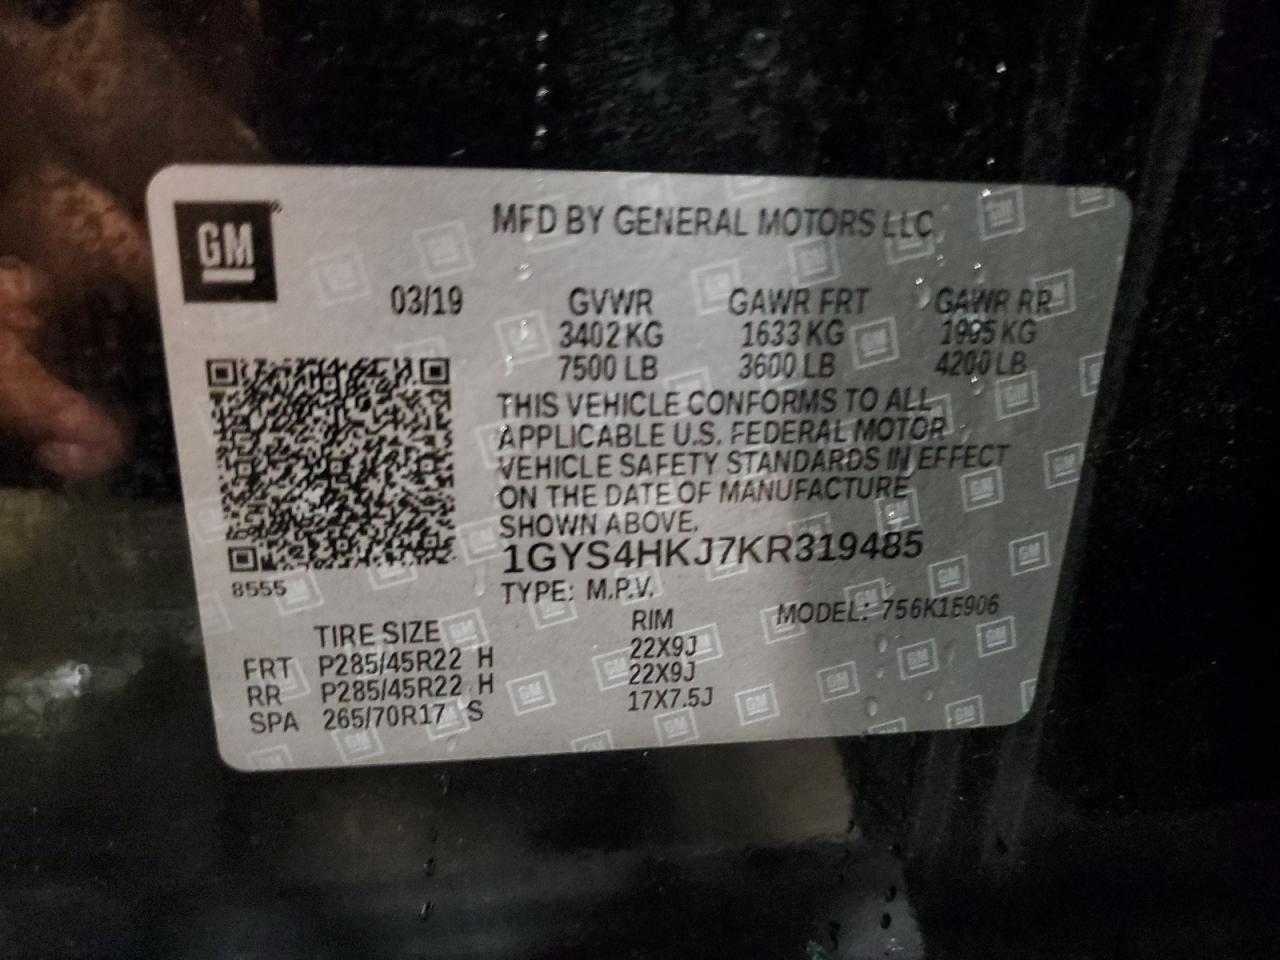 GM
MFD BY GENERAL MOTORS LLC
03/19 GVWR GAWR FRT GAWR RR
3402 KG 1633 KG 1905 KG
7500 LB 3600 LB 4200 LB
THIS VEHICLE CONFORMS TO ALL
APPLICABLE U.S. FEDERAL MOTOR
VEHICLE SAFETY STANDARDS IN EFFECT
ON THE DATE OF MANUFACTURE
SHOWN ABOVE.
1GYS4HKJ7KR319485
8555
TYPE: M.P.V. MODEL: 756K15906
TIRE SIZE RIM
FRT P285/45R22 H 22X9J
RR P285/45R22 H 22X9J
SPA 265/70R17 S 17X7.5J